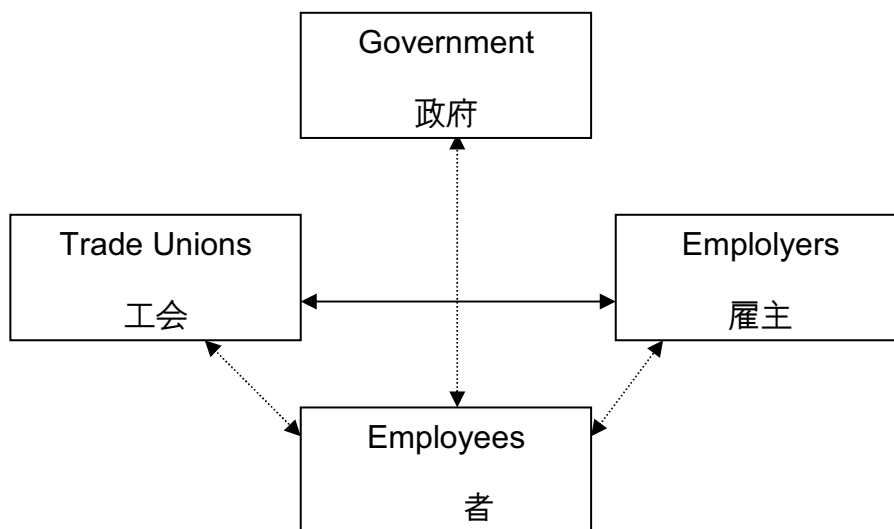 Government
政府
Trade Unions
工会
Emplolyers
雇主
Employees
者